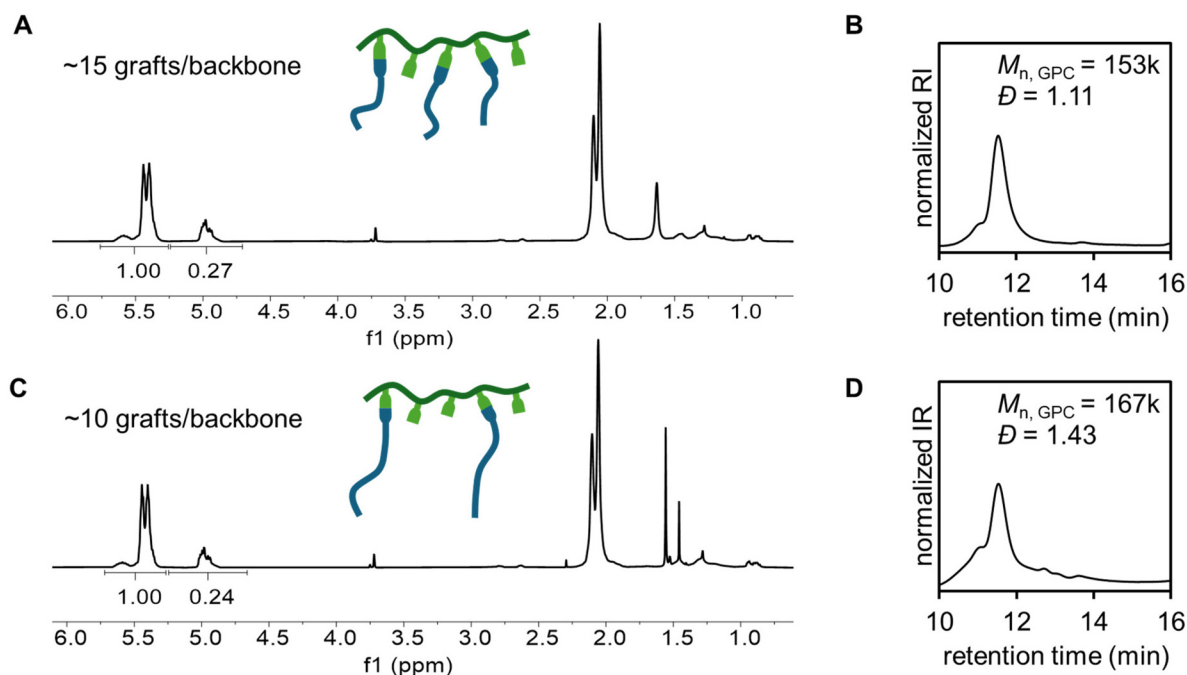 A
~15 grafts/backbone
1.00 0.27
6.0 5.5 5.0 4.5 4.0 3.5 3.0 2.5 2.0 1.5 1.0
f1 (ppm)
B
Mn, GPC = 153k
Đ = 1.11
normalized RI
10 12 14 16
retention time (min)
C
~10 grafts/backbone
1.00 0.24
6.0 5.5 5.0 4.5 4.0 3.5 3.0 2.5 2.0 1.5 1.0
f1 (ppm)
D
Mn, GPC = 167k
Đ = 1.43
normalized IR
10 12 14 16
retention time (min)